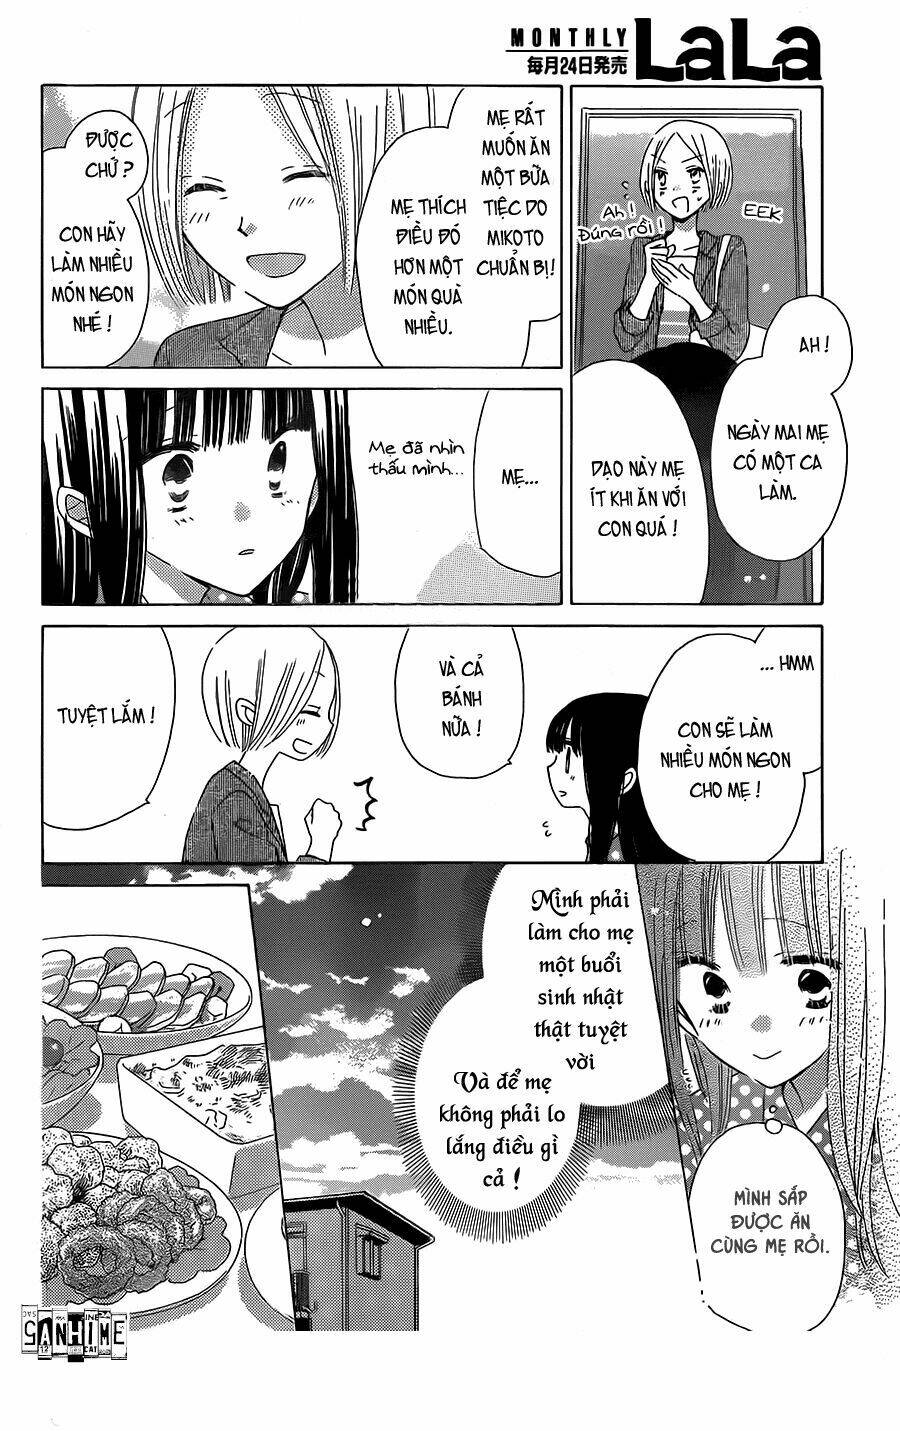 MONTHLY
毎月24日発売
LaLa
Ah !
Đúng rồi !
EEK
AH !
NGÀY MAI MẸ
CÓ MỘT CA
LÀM.
DẠO NÀY MẸ
ÍT KHI ĂN VỚI
CON QUÁ !
MẸ RẤT
MUỐN ĂN
MỘT BỮA
TIỆC DO
MIKOTO
CHUẨN BỊ!
MẸ THÍCH
ĐIỀU ĐÓ
HƠN MỘT
MÓN QUÀ
NHIỀU.
ĐƯỢC
CHỨ ?
CON HÃY
LÀM NHIỀU
MÓN NGON
NHÉ !
MẸ...
Mẹ đã nhìn
thấu mình...
... HMM
CON SẼ LÀM
NHIỀU MÓN NGON
CHO MẸ !
VÀ CẢ
BÁNH
NỮA !
TUYỆT LẮM !
Mình phải
làm cho mẹ
một buổi
sinh nhật
thật tuyệt
vời
Và để mẹ
không phải lo
lắng điều gì
cả !
MÌNH SẮP
ĐƯỢC ĂN
CÙNG MẸ RỒI.
SANHIME